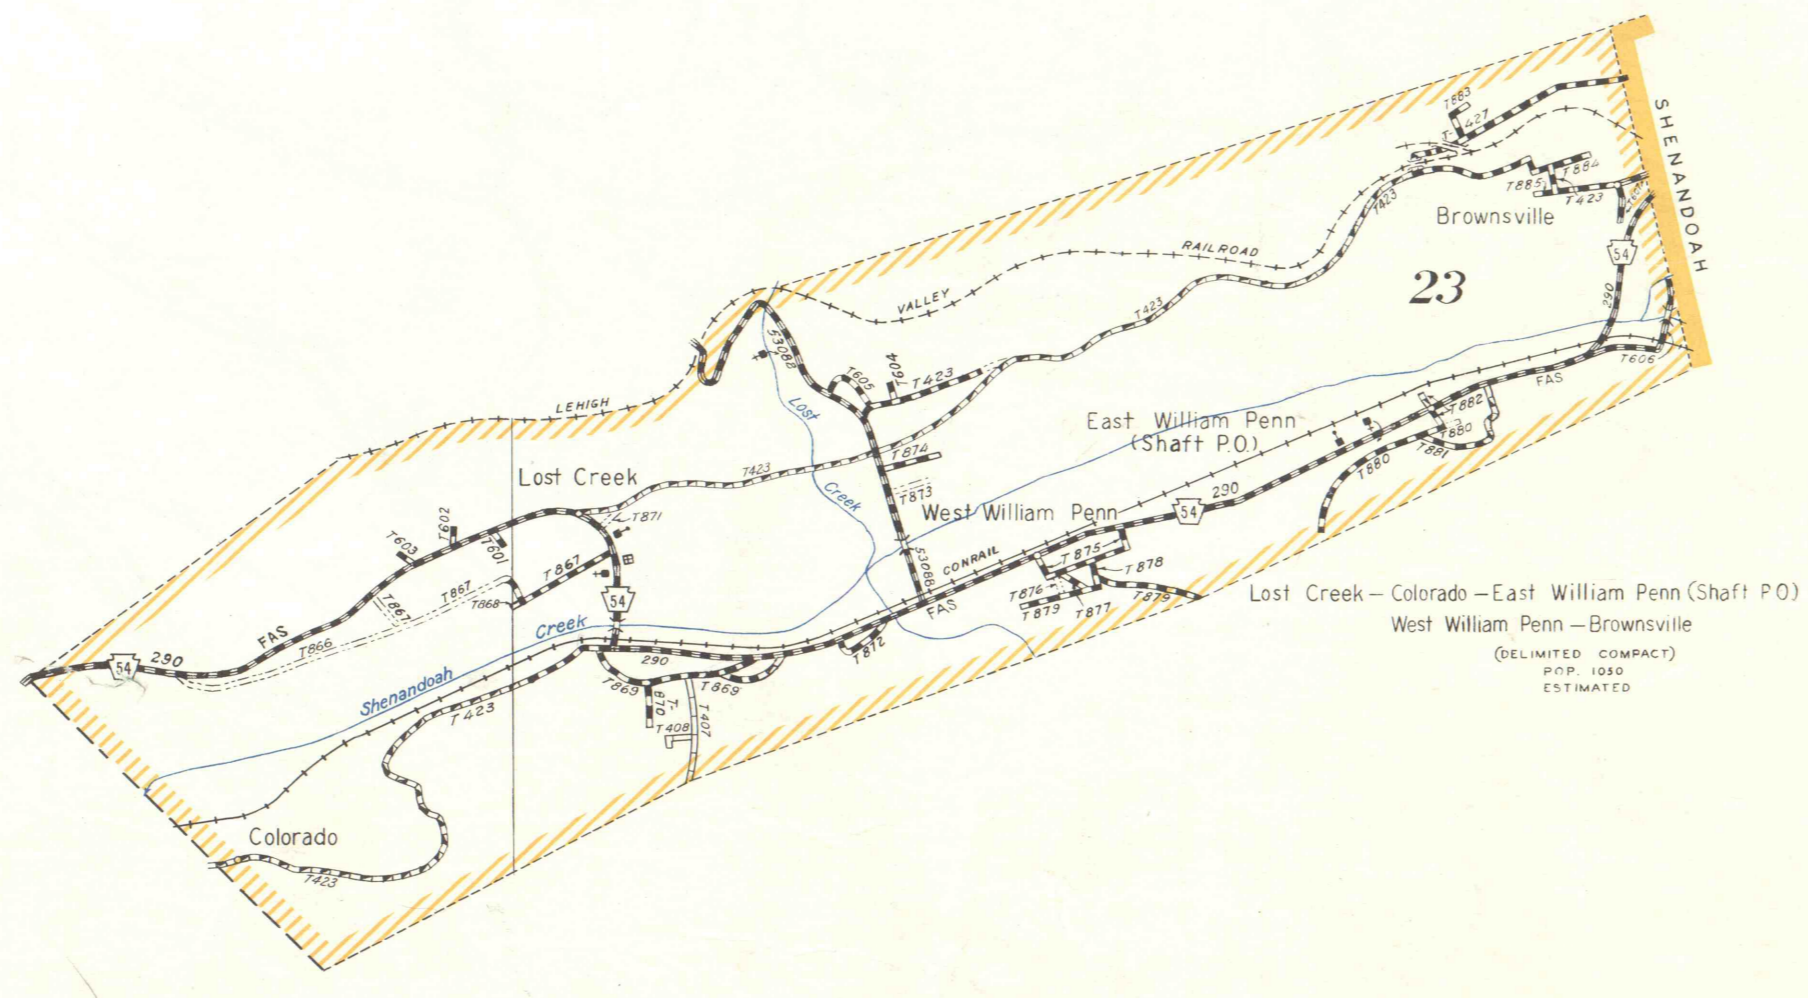 SHENANDOAH
T883
T-
427
T884
T885
T423
T423
Brownsville
54
23
290
T606
RAILROAD
VALLEY
LEHIGH
T423
53088
T605
T604
T423
Lost
Creek
T874
T873
East William Penn
(Shaft P.O.)
West William Penn
FAS
T882
T880
T881
T880
290
54
Lost Creek
T423
T871
T602
T603
T601
T867
T867
T868
T867
T866
54
FAS
290
54
Shenandoah
Creek
CONRAIL
53088
FAS
T875
T878
T876
T879
T877
T879
T872
290
T869
T869
T-
870
T408
T407
T423
Colorado
T423
Lost Creek – Colorado – East William Penn (Shaft P O)
West William Penn – Brownsville
(DELIMITED COMPACT)
POP. 1050
ESTIMATED